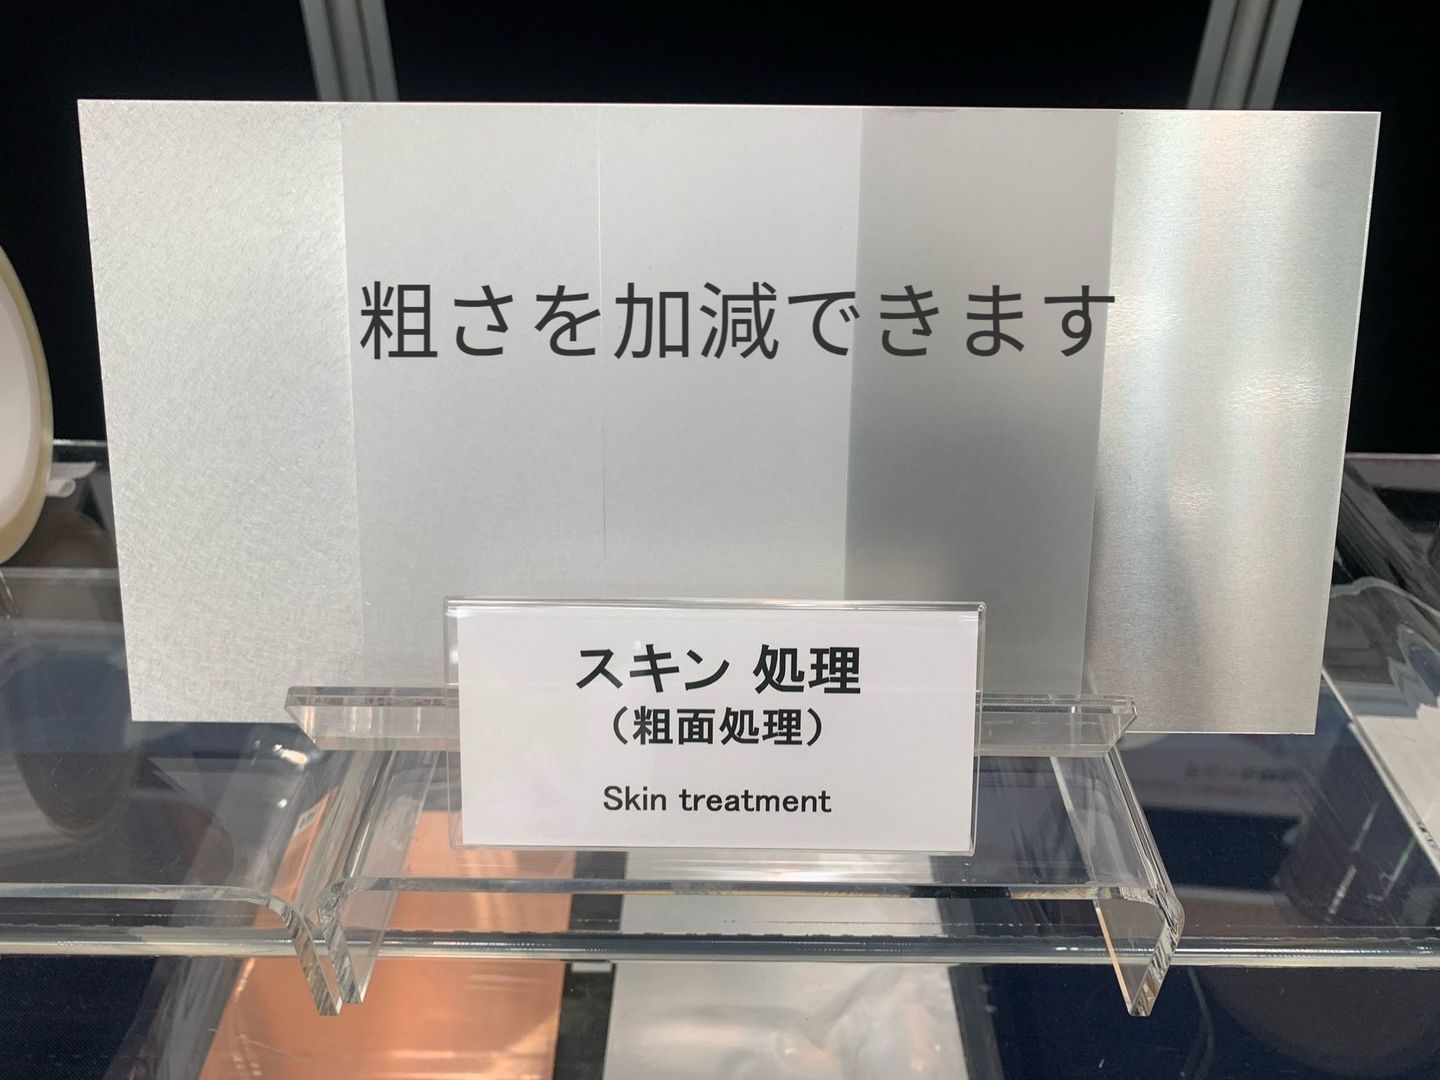 粗さを加減できます
スキン 処理
（粗面処理）
Skin treatment